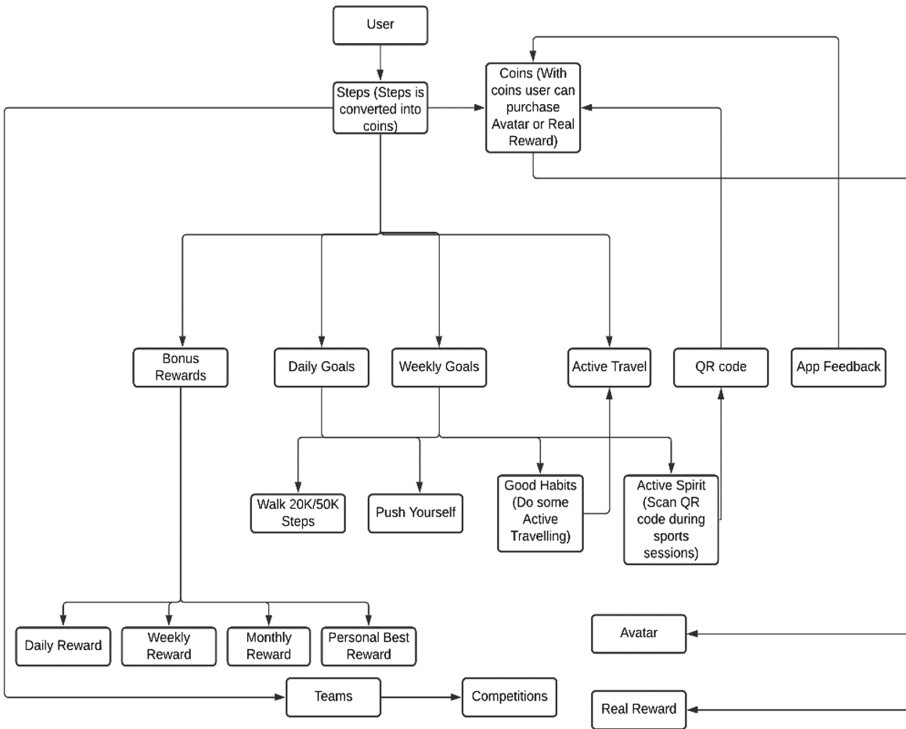 User
Steps (Steps is
converted into
coins)
Coins (With
coins user can
purchase
Avatar or Real
Reward)
Bonus
Rewards
Daily Goals
Weekly Goals
Active Travel
QR code
App Feedback
Walk 20K/50K
Steps
Push Yourself
Good Habits
(Do some
Active
Travelling)
Active Spirit
(Scan QR
code during
sports
sessions)
Daily Reward
Weekly
Reward
Monthly
Reward
Personal Best
Reward
Avatar
Teams
Competitions
Real Reward